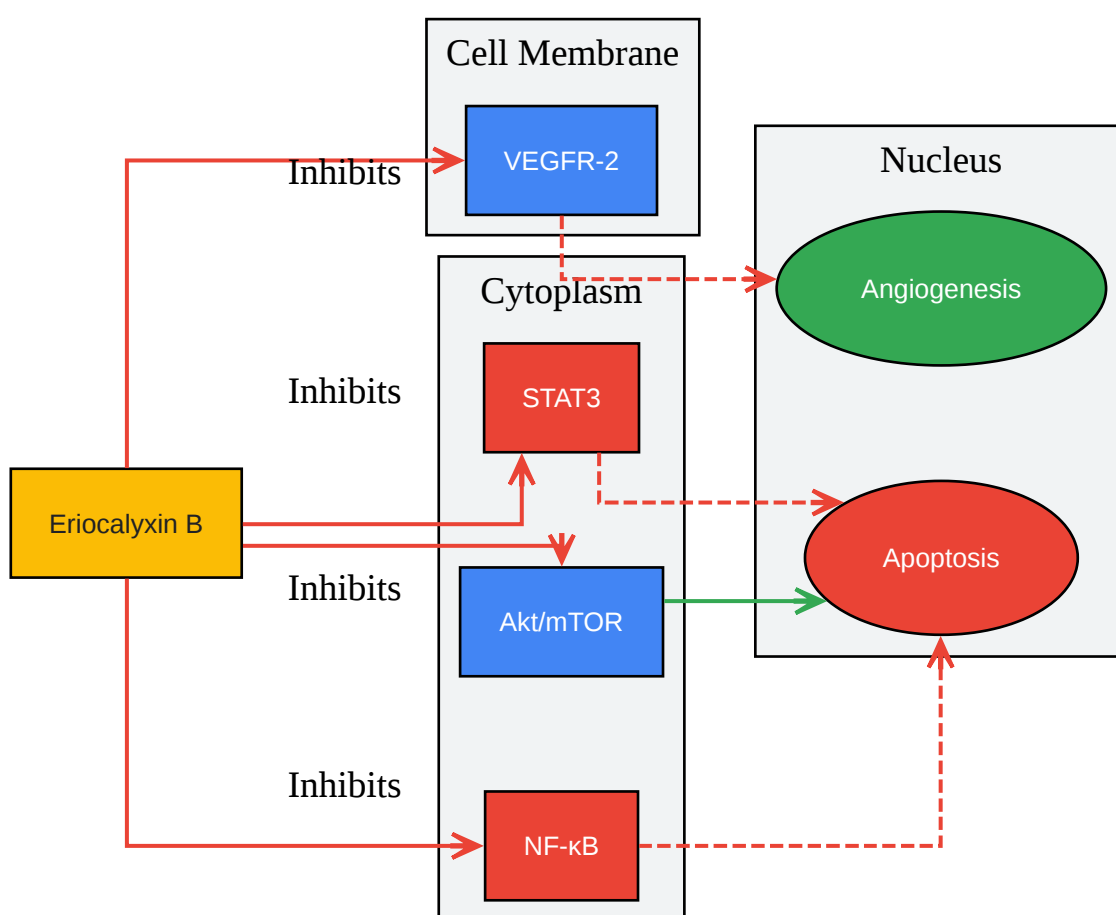 Cell Membrane
VEGFR-2
Inhibits
Nucleus
Angiogenesis
Cytoplasm
Inhibits
STAT3
Eriocalyxin B
Apoptosis
Inhibits
Akt/mTOR
Inhibits
NF-κB